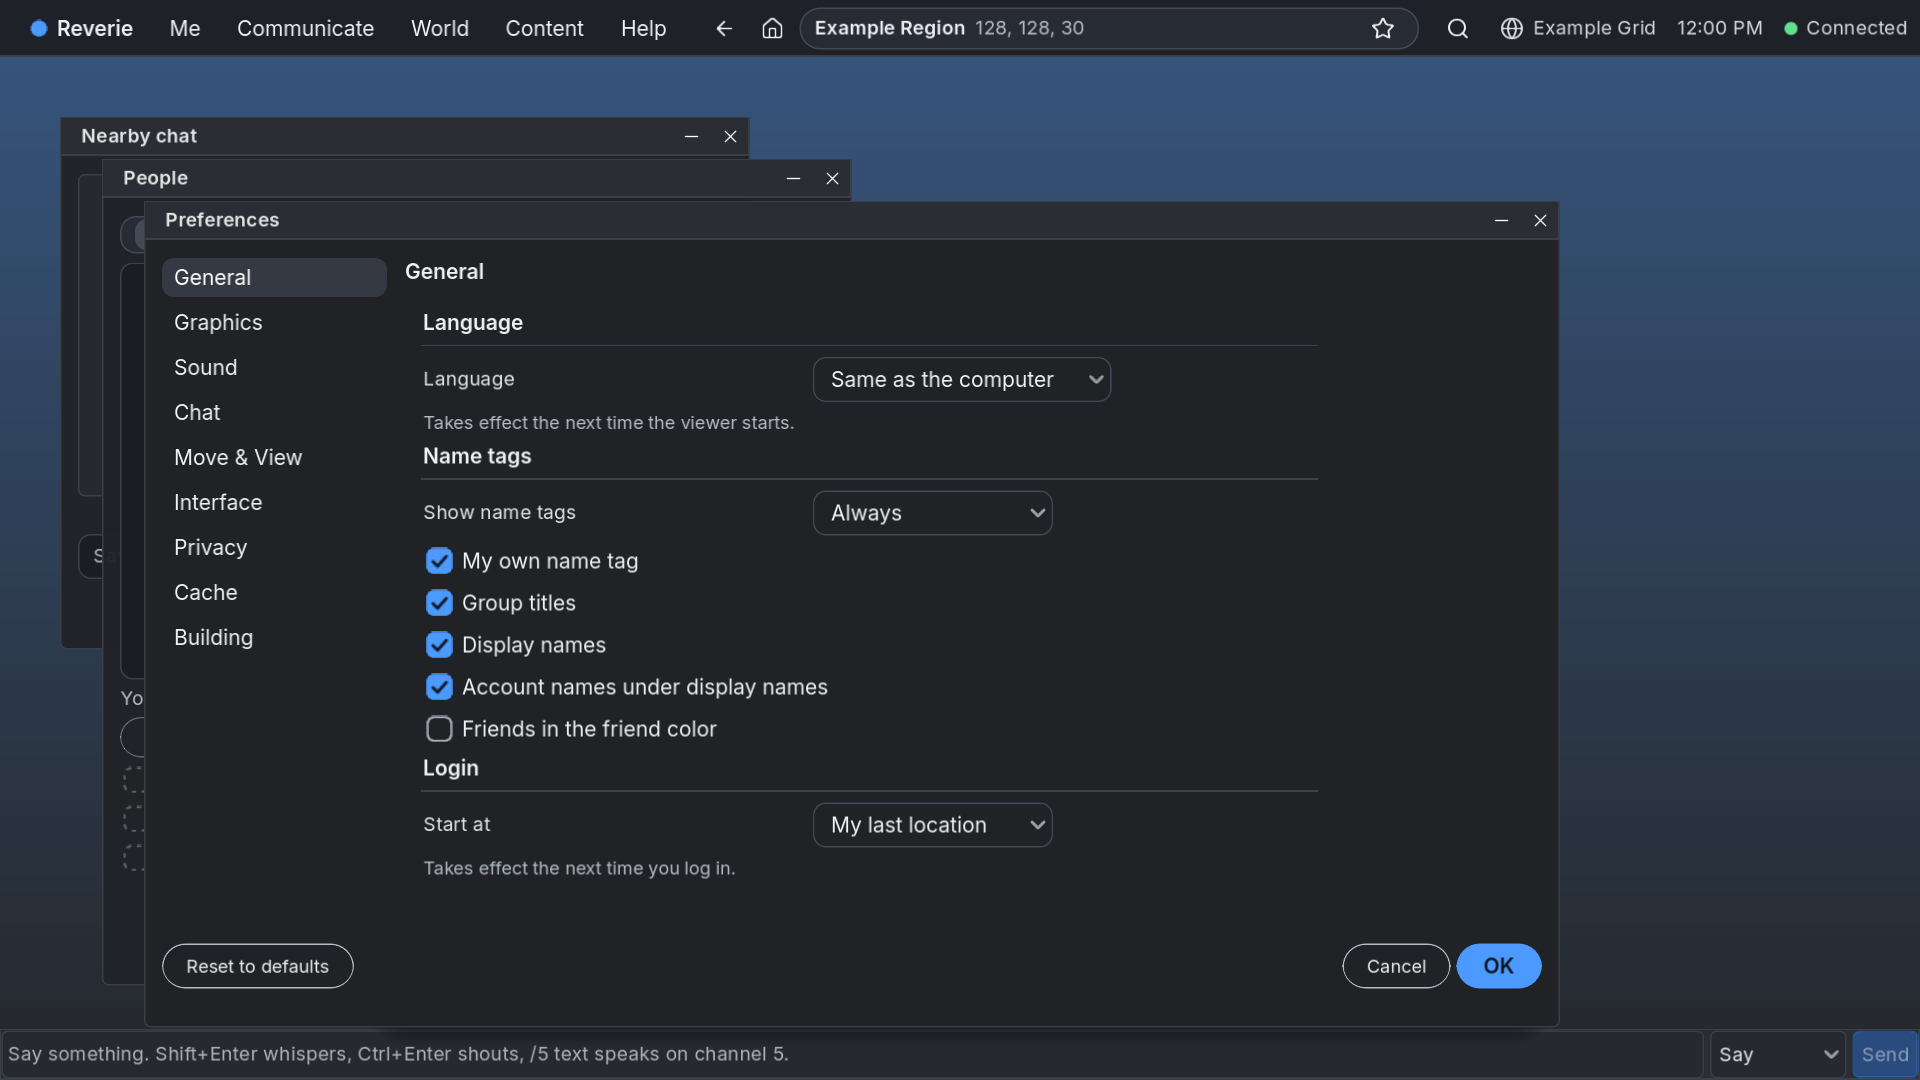 Reverie Me Communicate World Content Help Example Region 128, 128, 30 Example Grid 12:00 PM Connected
Nearby chat
People
Preferences
General
Graphics
Sound
Chat
Move & View
Interface
Privacy
Cache
Building
General
Language
Language Same as the computer
Takes effect the next time the viewer starts.
Name tags
Show name tags Always
My own name tag
Group titles
Display names
Account names under display names
Friends in the friend color
Login
Start at My last location
Takes effect the next time you log in.
Reset to defaults Cancel OK
Say something. Shift+Enter whispers, Ctrl+Enter shouts, /5 text speaks on channel 5. Say Send